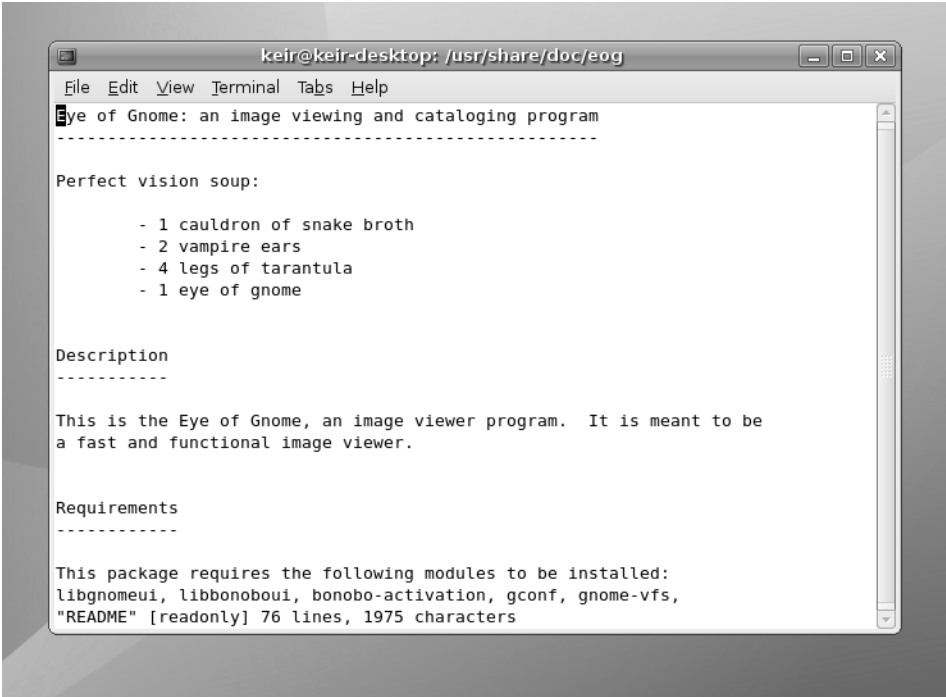 keir@keir-desktop: /usr/share/doc/eog
File Edit View Terminal Tabs Help
Eye of Gnome: an image viewing and cataloging program
-----------------------------------------------------
Perfect vision soup:
- 1 cauldron of snake broth
- 2 vampire ears
- 4 legs of tarantula
- 1 eye of gnome
Description
-----------
This is the Eye of Gnome, an image viewer program.  It is meant to be
a fast and functional image viewer.
Requirements
------------
This package requires the following modules to be installed:
libgnomeui, libbonoboui, bonobo-activation, gconf, gnome-vfs,
"README" [readonly] 76 lines, 1975 characters